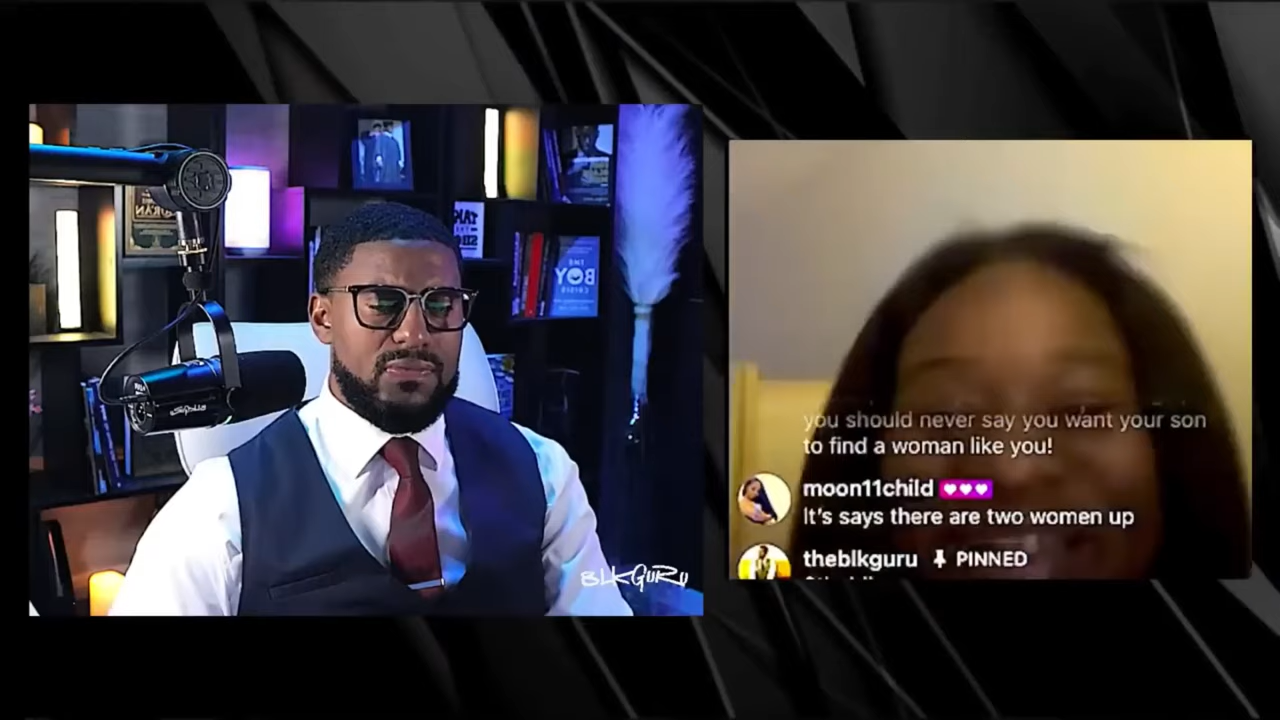 THE
BOY
CRISIS
BLKGURU
you should never say you want your son
to find a woman like you!
moon11child
It's says there are two women up
theblkguru PINNED